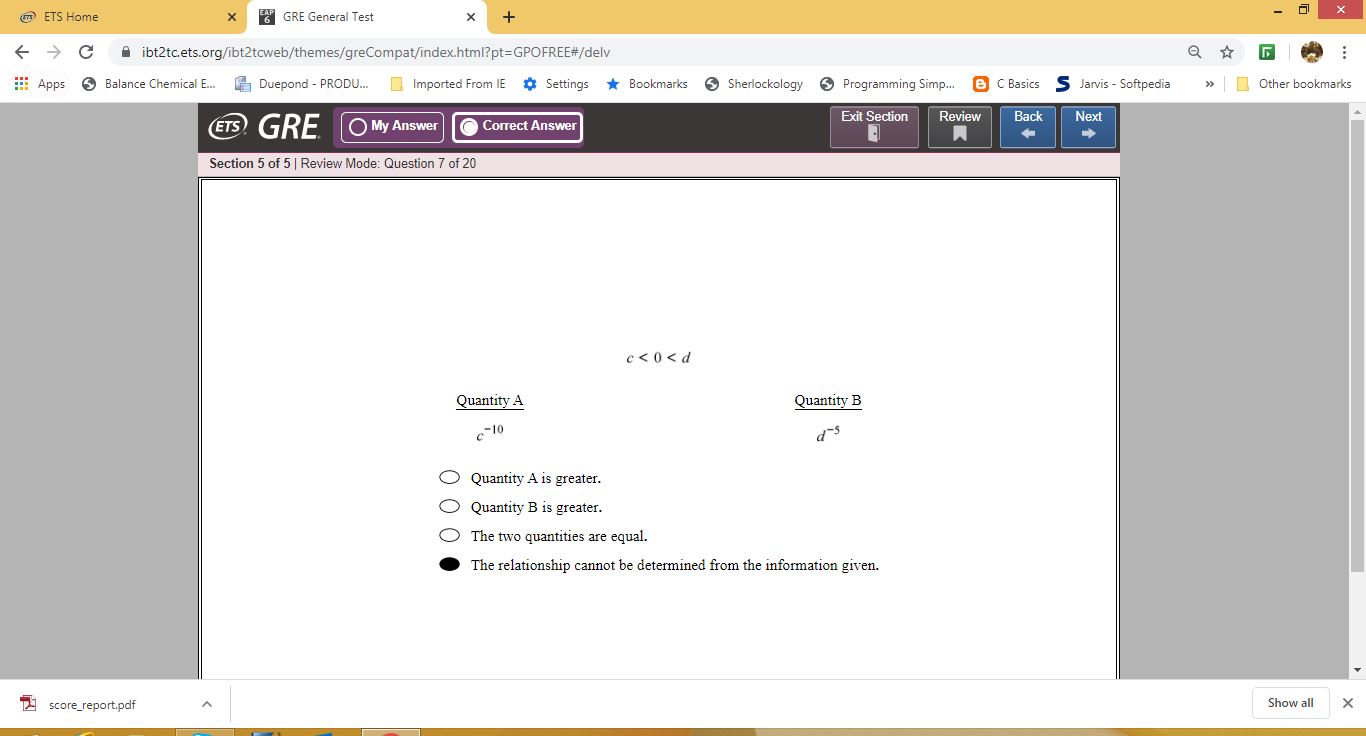 ETS ETS Home
EAP 6 GRE General Test
ibt2tc.ets.org/ibt2tcweb/themes/greCompat/index.html?pt=GPOFREE#/delv
Apps Balance Chemical E... Duepond - PRODU... Imported From IE Settings Bookmarks Sherlockology Programming Simp... C Basics Jarvis - Softpedia » Other bookmarks
ETS GRE My Answer Correct Answer Exit Section Review Back Next
Section 5 of 5 | Review Mode: Question 7 of 20
c < 0 < d
Quantity A Quantity B
c⁻¹⁰ d⁻⁵
Quantity A is greater.
Quantity B is greater.
The two quantities are equal.
The relationship cannot be determined from the information given.
score_report.pdf Show all